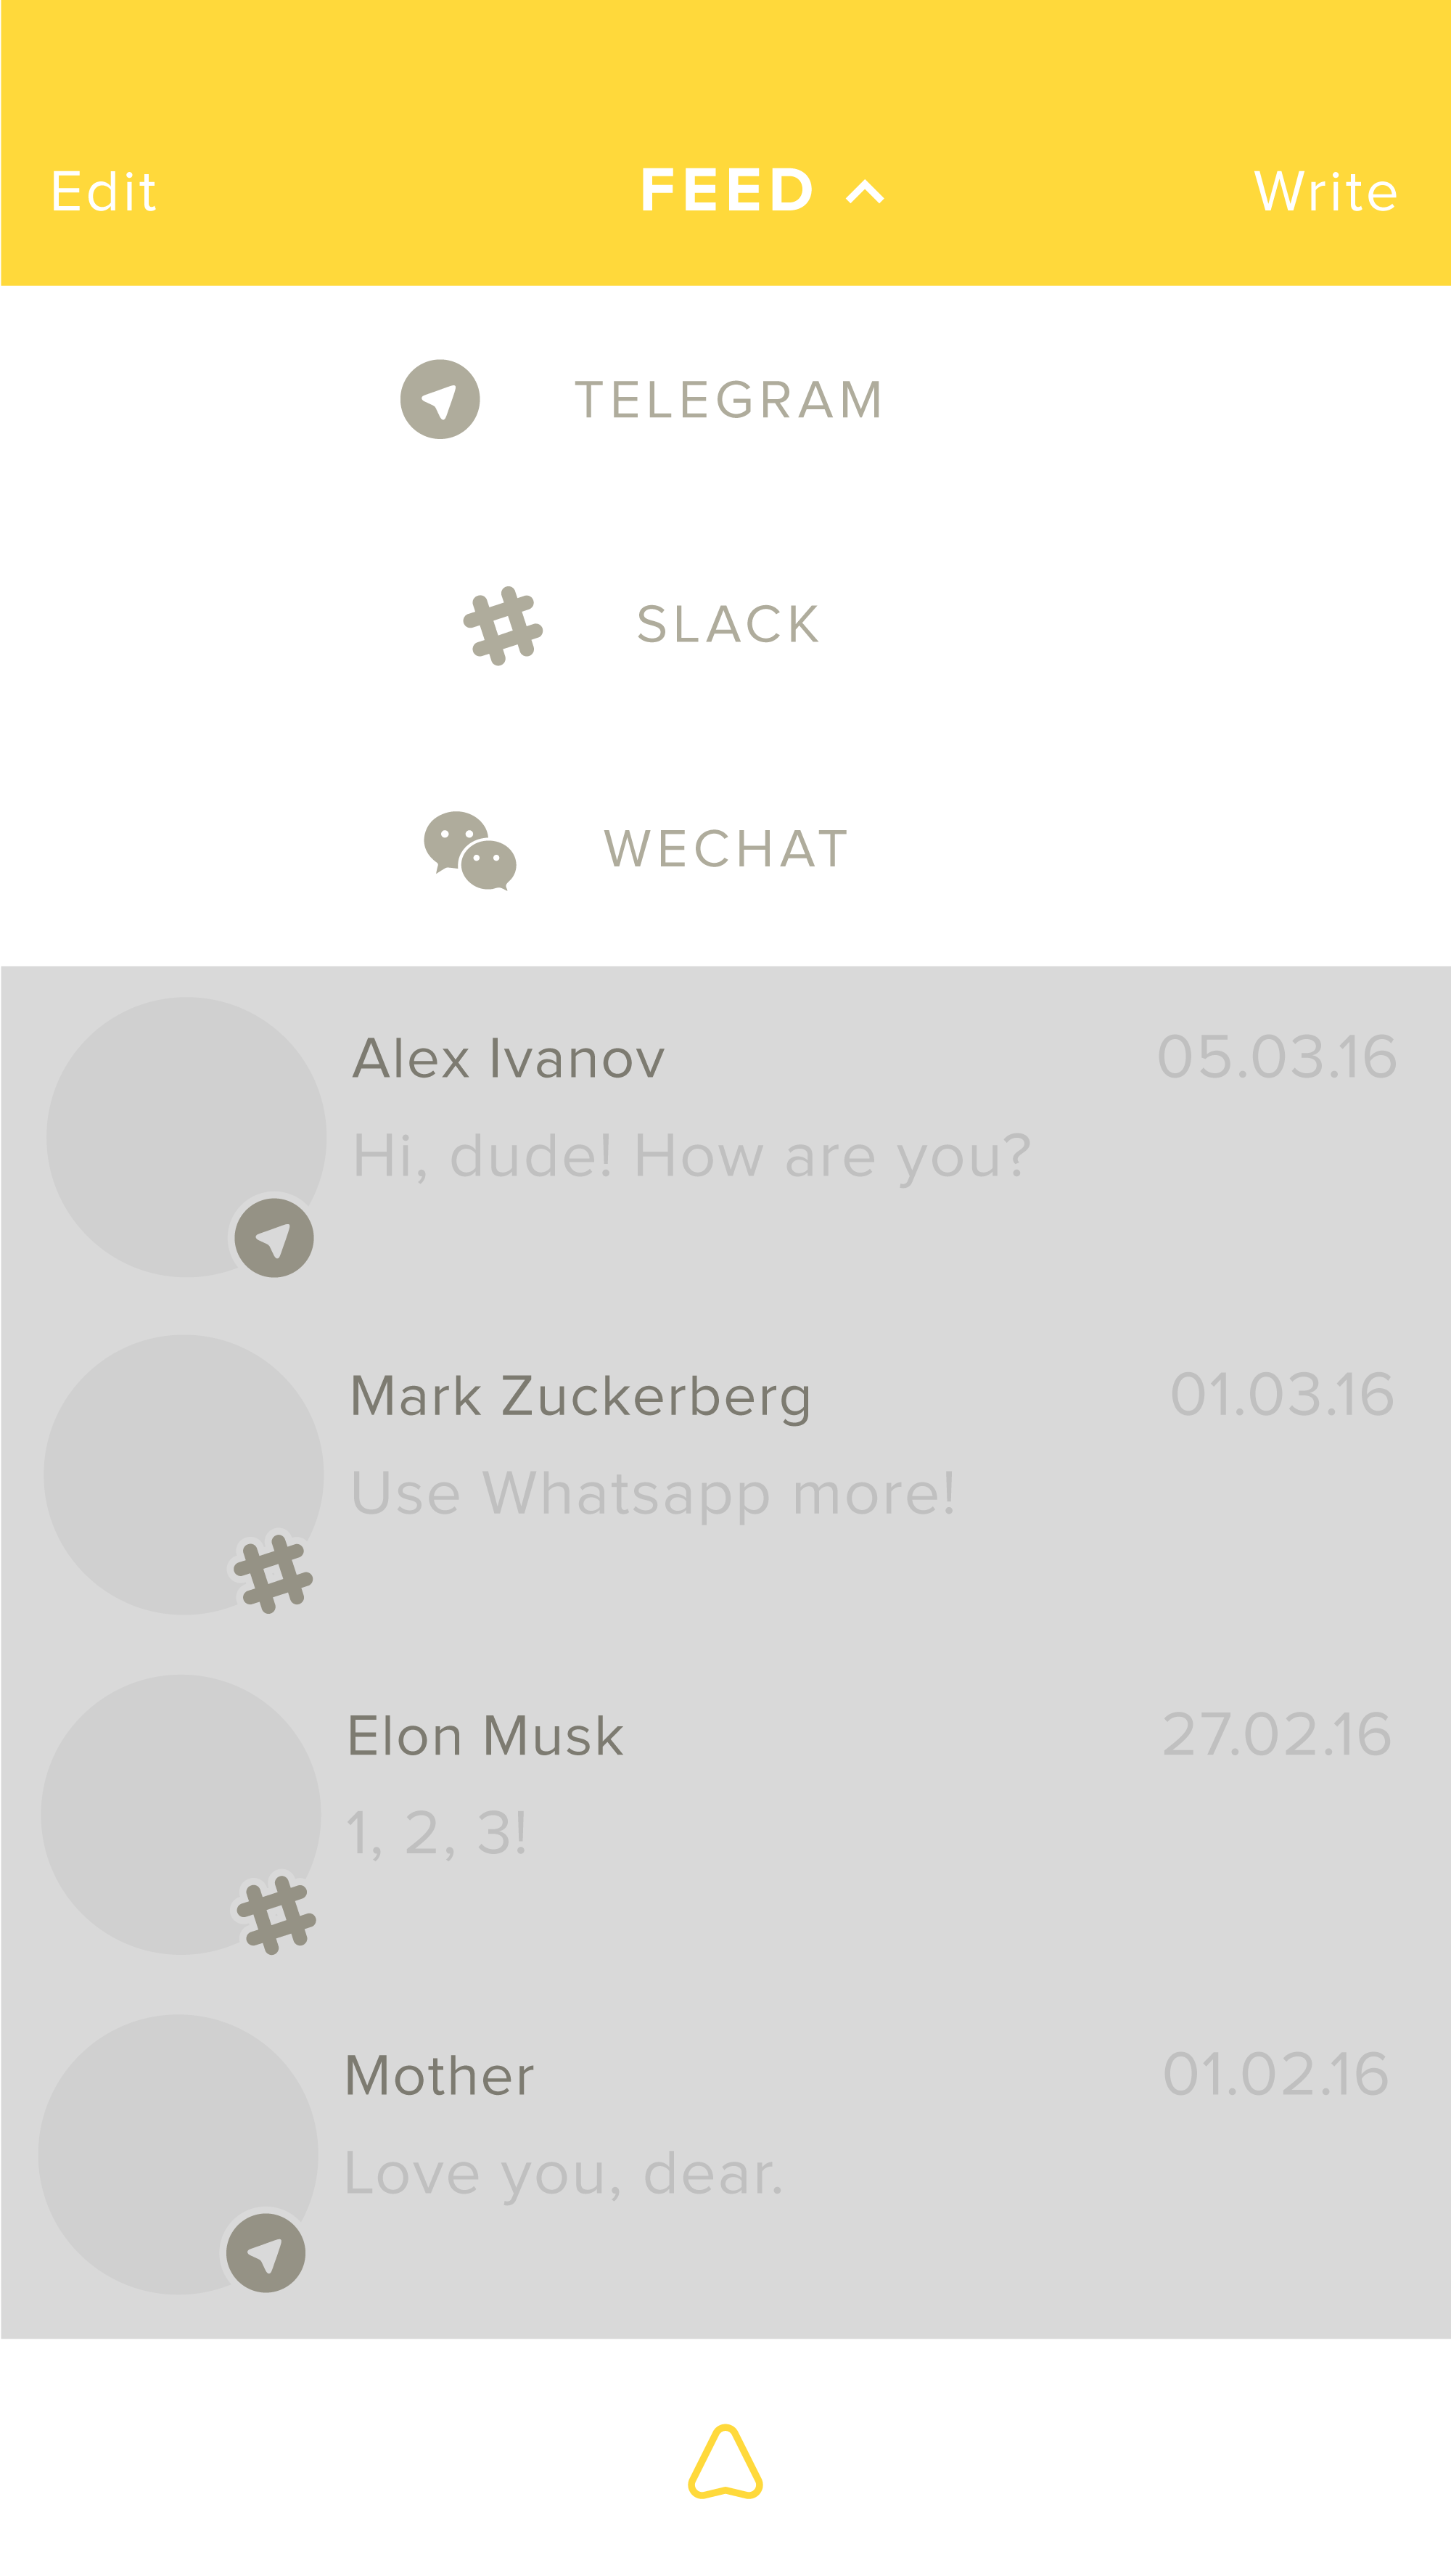 Edit FEED Write
TELEGRAM
SLACK
WECHAT
Alex Ivanov 05.03.16
Hi, dude! How are you?
Mark Zuckerberg 01.03.16
Use Whatsapp more!
Elon Musk 27.02.16
1, 2, 3!
Mother 01.02.16
Love you, dear.